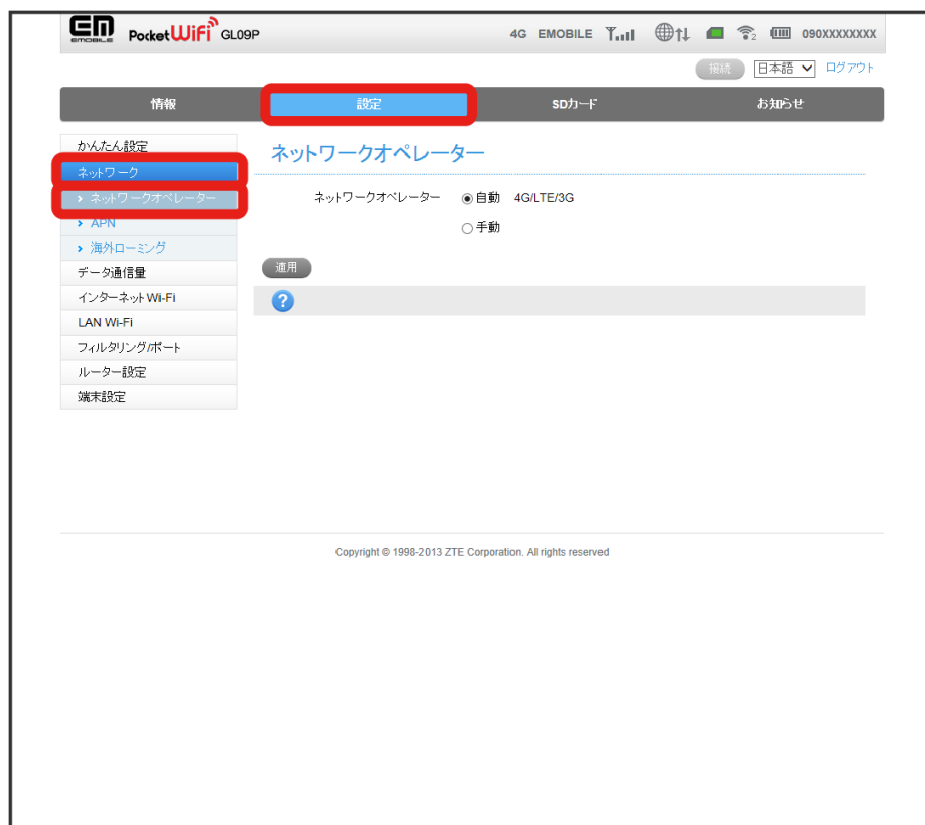 EM EMOBILE PocketWiFi GL09P 4G EMOBILE 2 090XXXXXXXX
接続 日本語 ログアウト
情報 設定 SDカード お知らせ
かんたん設定
ネットワーク
ネットワークオペレーター
APN
海外ローミング
データ通信量
インターネット Wi-Fi
LAN Wi-Fi
フィルタリング/ポート
ルーター設定
端末設定
ネットワークオペレーター
ネットワークオペレーター 自動 4G/LTE/3G
手動
適用
?
Copyright © 1998-2013 ZTE Corporation. All rights reserved